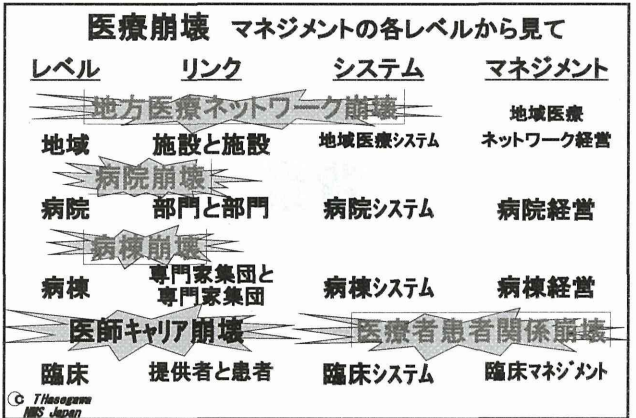 医療崩壊 マネジメントの各レベルから見て
レベル リンク システム マネジメント
地方医療ネットワーク崩壊
地域 施設と施設 地域医療システム 地域医療
ネットワーク経営
病院崩壊
病院 部門と部門 病院システム 病院経営
病棟崩壊
病棟 専門家集団と
専門家集団 病棟システム 病棟経営
医師キャリア崩壊 医療者患者関係崩壊
臨床 提供者と患者 臨床システム 臨床マネジメント
© THasegawa
NMS Japan